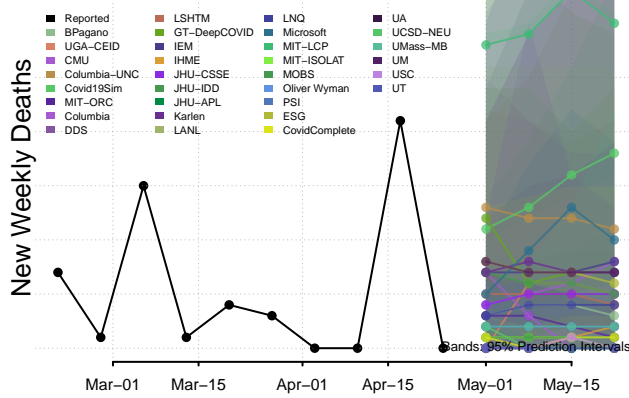 Reported
BPagano
UGA-CEID
CMU
Columbia-UNC
Covid19Sim
MIT-ORC
Columbia
DDS
LSHTM
GT-DeepCOVID
IEM
IHME
JHU-CSSE
JHU-IDD
JHU-APL
Karlen
LANL
LNQ
Microsoft
MIT-LCP
MIT-ISOLAT
MOBS
Oliver Wyman
PSI
ESG
CovidComplete
UA
UCSD-NEU
UMass-MB
UM
USC
UT
New Weekly Deaths
Bands: 95% Prediction Intervals
Mar-01 Mar-15 Apr-01 Apr-15 May-01 May-15